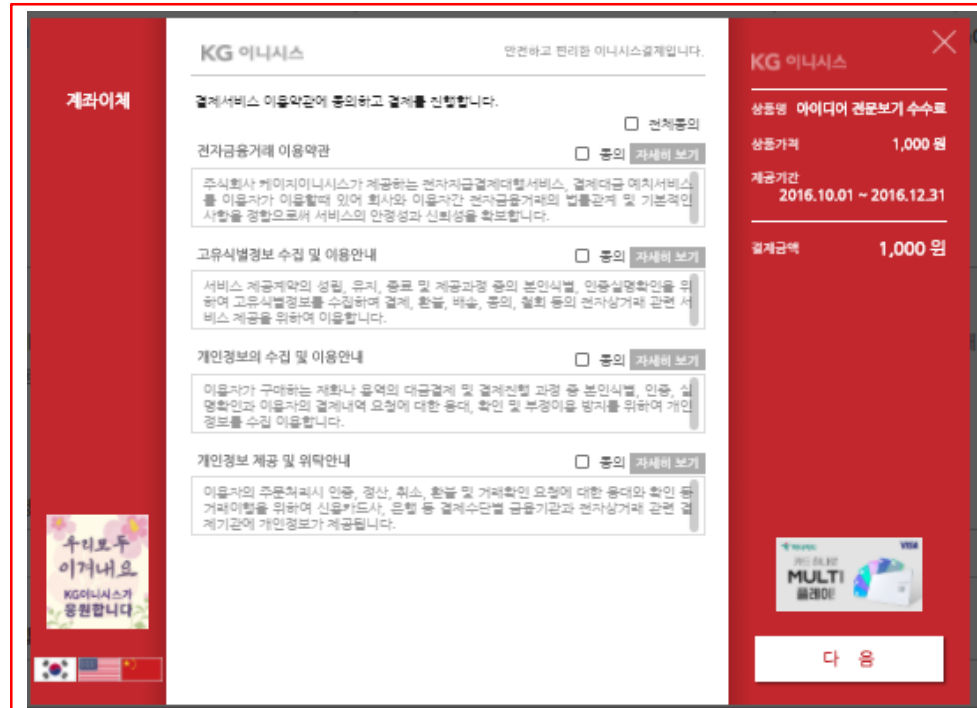 계좌이체
우리모두
이겨내요
KG이니시스가
응원합니다
KG 이니시스
안전하고 편리한 이니시스결제입니다.
결제서비스 이용약관에 동의하고 결제를 진행합니다.
전체동의
전자금융거래 이용약관
동의 자세히 보기
주식회사 케이지이니시스가 제공하는 전자지급결제대행서비스, 결제대금 예치서비스
를 이용자가 이용할때 있어 회사와 이용자간 전자금융거래의 법률관계 및 기본적인
사항을 정함으로써 서비스의 안정성과 신뢰성을 확보합니다.
고유식별정보 수집 및 이용안내
동의 자세히 보기
서비스 제공계약의 성립, 유지, 종료 및 제공과정 중의 본인식별, 인증실명확인을 위
하여 고유식별정보를 수집하며 결제, 환불, 배송, 동의, 철회 등의 전자상거래 관련 서
비스 제공을 위하여 이용합니다.
개인정보의 수집 및 이용안내
동의 자세히 보기
이용자가 구매하는 재화나 용역의 대금결제 및 결제진행 과정 중 본인식별, 인증, 실
명확인과 이용자의 결제내역 요청에 대한 응대, 확인 및 부정이용 방지를 위하여 개인
정보를 수집 이용합니다.
개인정보 제공 및 위탁안내
동의 자세히 보기
이용자의 주문처리시 인증, 정산, 취소, 환불 및 거래확인 요청에 대한 응대와 확인 등
거래이행을 위하여 신용카드사, 은행 등 결제수단별 금융기관과 전자상거래 관련 결
제기관에 개인정보가 제공됩니다.
KG 이니시스
상품명 아이디어 전문보기 수수료
상품가격 1,000 원
제공기간
2016.10.01 ~ 2016.12.31
결제금액 1,000 원
VISA
카드 하나로
MULTI
플레이!
다 음